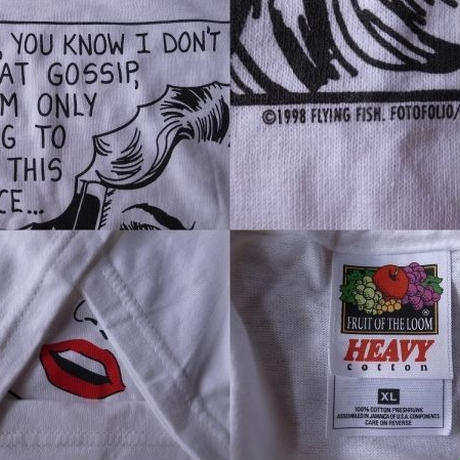 , YOU KNOW I DON'T
AT GOSSIP,
M ONLY
G TO
THIS
CE...
©1998 FLYING FISH. FOTOFOLIO/
FRUIT OF THE LOOM
HEAVY
cotton
XL
100% COTTON PRESHRUNK
ASSEMBLED IN JAMAICA OF U.S.A. COMPONENTS
CARE ON REVERSE